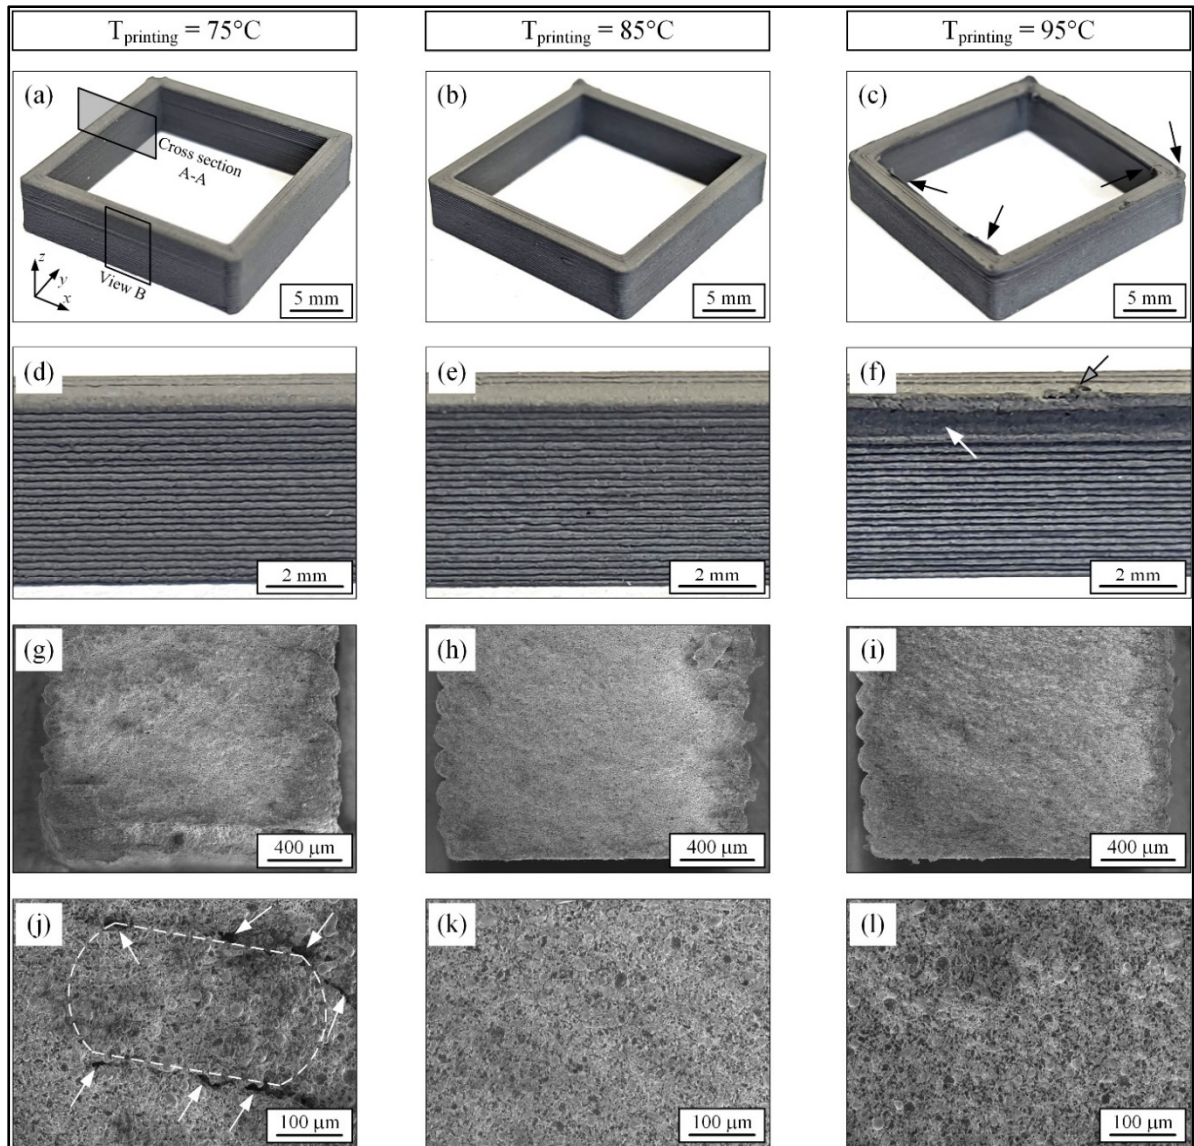 T_printing = 75°C
T_printing = 85°C
T_printing = 95°C
(a)
Cross section
A-A
View B
z
y
x
5 mm
(b)
5 mm
(c)
5 mm
(d)
2 mm
(e)
2 mm
(f)
2 mm
(g)
400 μm
(h)
400 μm
(i)
400 μm
(j)
100 μm
(k)
100 μm
(l)
100 μm